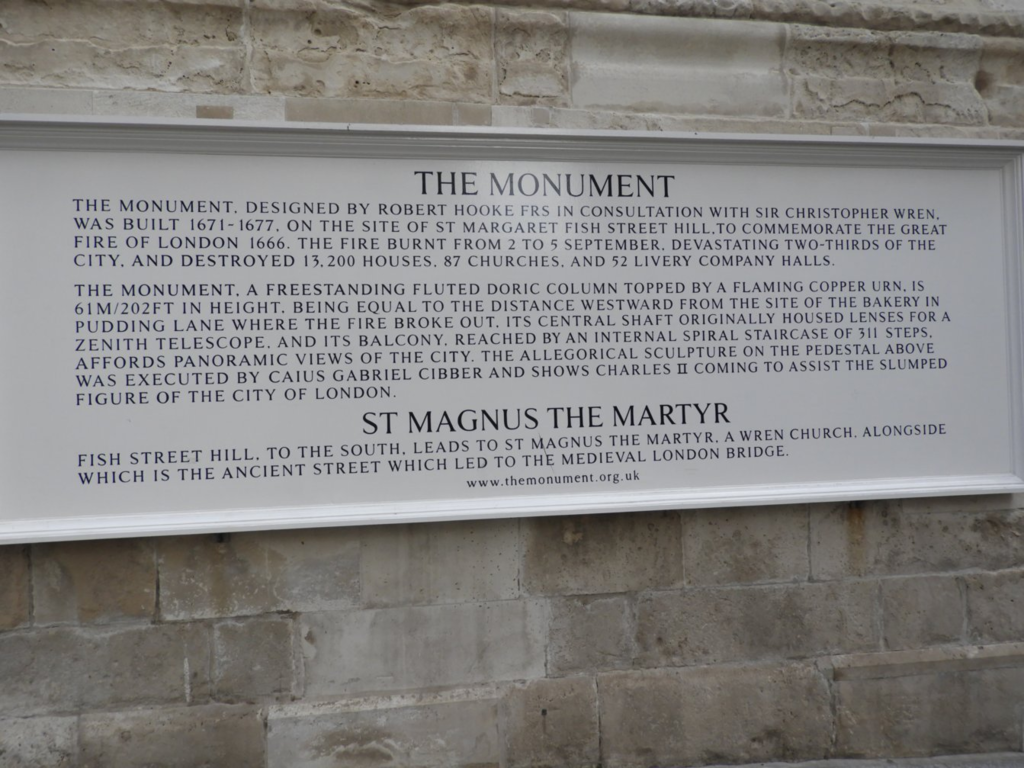 THE MONUMENT
THE MONUMENT, DESIGNED BY ROBERT HOOKE FRS IN CONSULTATION WITH SIR CHRISTOPHER WREN,
WAS BUILT 1671-1677, ON THE SITE OF ST MARGARET FISH STREET HILL,TO COMMEMORATE THE GREAT
FIRE OF LONDON 1666. THE FIRE BURNT FROM 2 TO 5 SEPTEMBER, DEVASTATING TWO-THIRDS OF THE
CITY, AND DESTROYED 13,200 HOUSES, 87 CHURCHES, AND 52 LIVERY COMPANY HALLS.
THE MONUMENT, A FREESTANDING FLUTED DORIC COLUMN TOPPED BY A FLAMING COPPER URN, IS
61M/202FT IN HEIGHT, BEING EQUAL TO THE DISTANCE WESTWARD FROM THE SITE OF THE BAKERY IN
PUDDING LANE WHERE THE FIRE BROKE OUT. ITS CENTRAL SHAFT ORIGINALLY HOUSED LENSES FOR A
ZENITH TELESCOPE, AND ITS BALCONY, REACHED BY AN INTERNAL SPIRAL STAIRCASE OF 311 STEPS,
AFFORDS PANORAMIC VIEWS OF THE CITY. THE ALLEGORICAL SCULPTURE ON THE PEDESTAL ABOVE
WAS EXECUTED BY CAIUS GABRIEL CIBBER AND SHOWS CHARLES II COMING TO ASSIST THE SLUMPED
FIGURE OF THE CITY OF LONDON.
ST MAGNUS THE MARTYR
FISH STREET HILL, TO THE SOUTH, LEADS TO ST MAGNUS THE MARTYR, A WREN CHURCH, ALONGSIDE
WHICH IS THE ANCIENT STREET WHICH LED TO THE MEDIEVAL LONDON BRIDGE.
www.themonument.org.uk